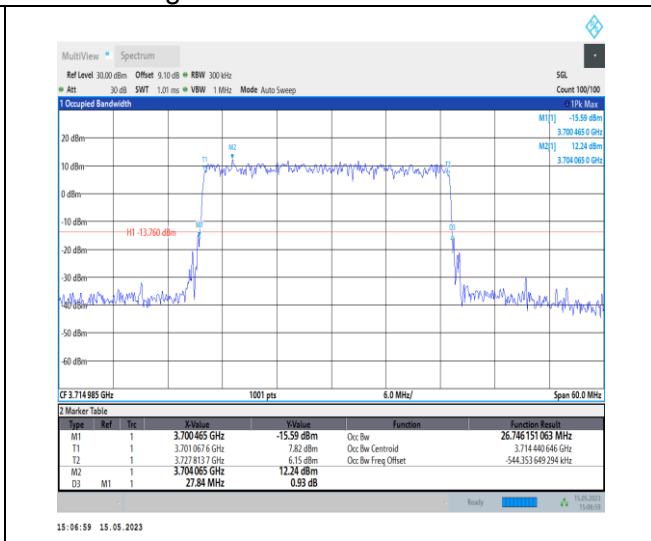 MultiView Spectrum
Ref Level 30.00 dBm Offset 9.10 dB RBW 300 kHz SGL
Att 30 dB SWT 1.01 ms VBW 1 MHz Mode Auto Sweep Count 100/100
1 Occupied Bandwidth 1Pk Max
M1[1] -15.59 dBm
3.700 465 0 GHz
M2[1] 12.24 dBm
3.704 065 0 GHz
20 dBm
M2
T1
T2
10 dBm
0 dBm
-10 dBm
M1
D3
H1 -13.760 dBm
-20 dBm
-30 dBm
-40 dBm
-50 dBm
-60 dBm
CF 3.714 985 GHz 1001 pts 6.0 MHz/ Span 60.0 MHz
2 Marker Table
Type Ref Trc X-Value Y-Value Function Function Result
M1 1 3.700 465 GHz -15.59 dBm Occ Bw 26.746 151 063 MHz
T1 1 3.701 067 6 GHz 7.82 dBm Occ Bw Centroid 3.714 440 646 GHz
T2 1 3.727 813 7 GHz 6.15 dBm Occ Bw Freq Offset -544.353 649 294 kHz
M2 1 3.704 065 GHz 12.24 dBm
D3 M1 1 27.84 MHz 0.93 dB
Ready 15.05.2023
15:06:59
15:06:59 15.05.2023